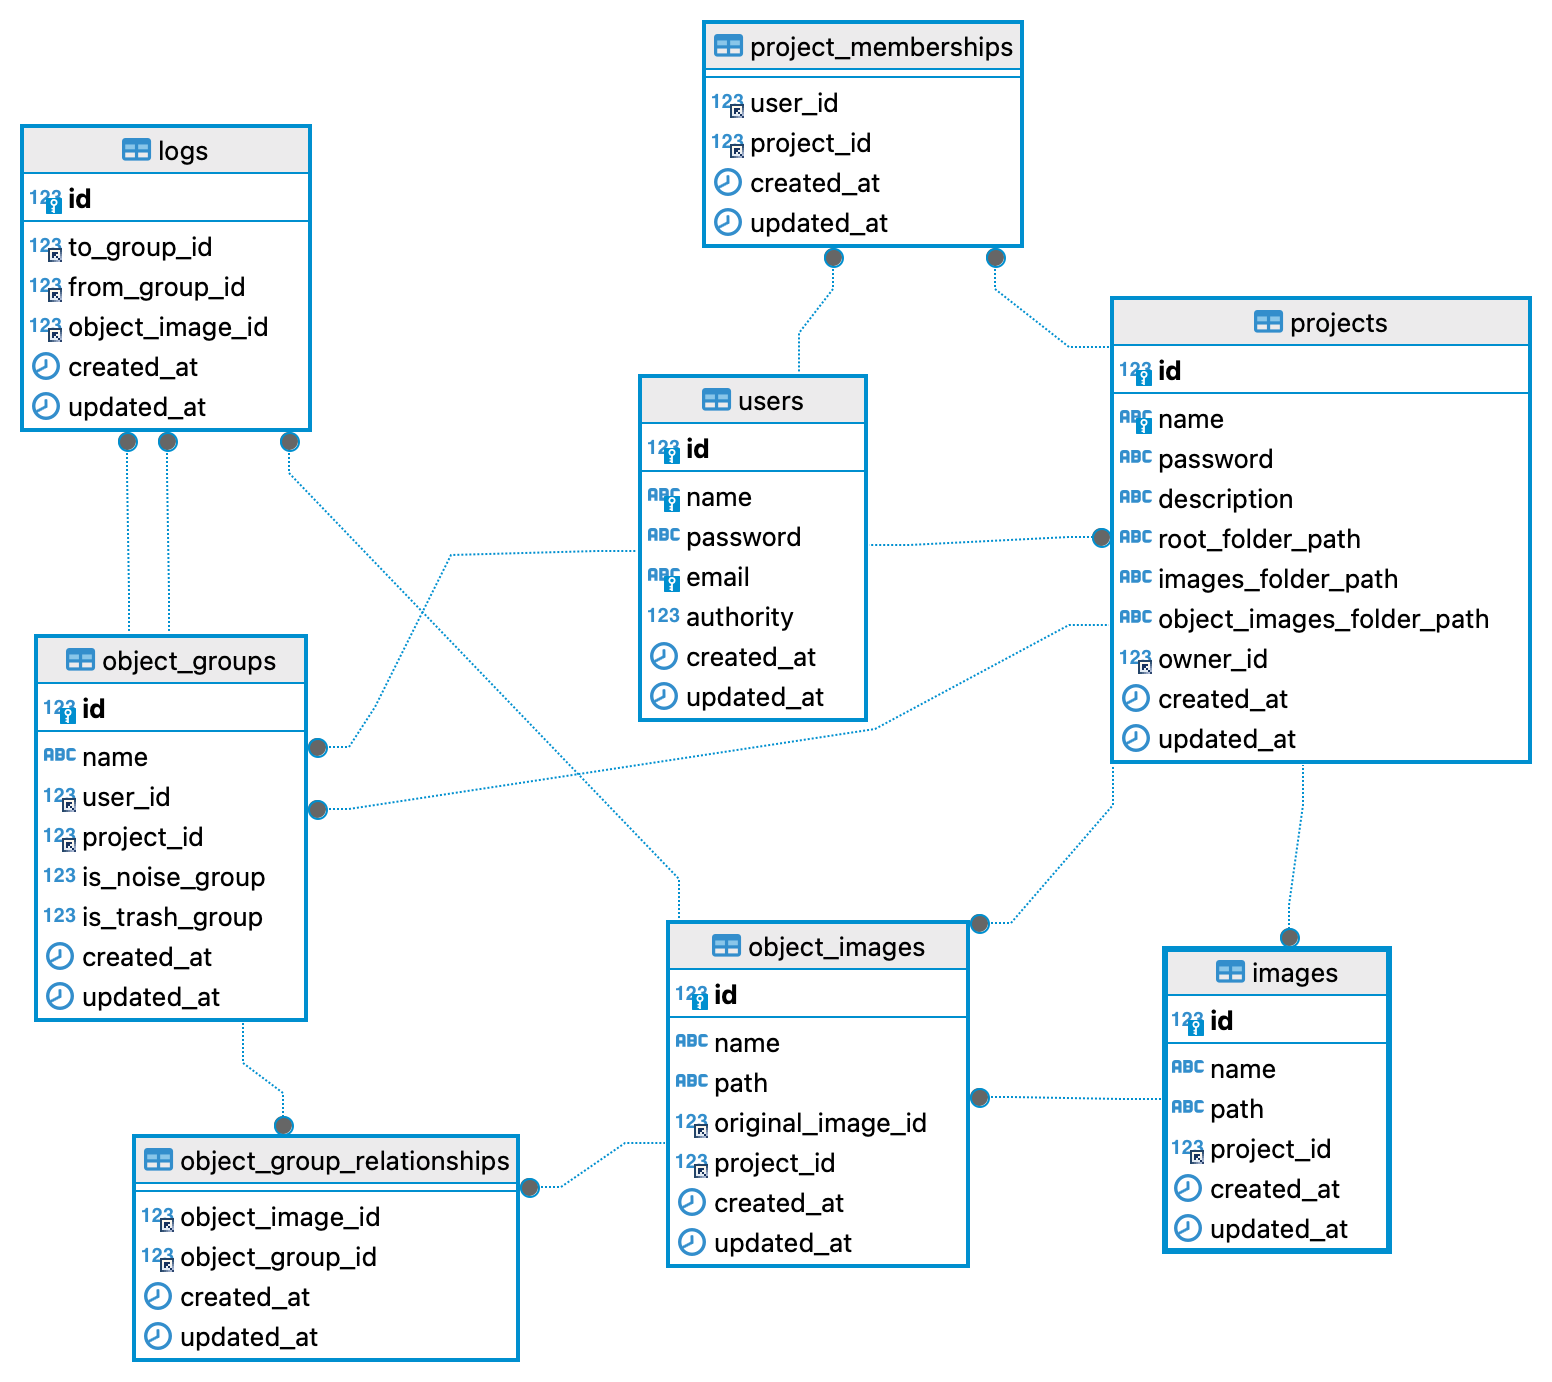 project_memberships
123 user_id
123 project_id
created_at
updated_at
logs
123 id
123 to_group_id
123 from_group_id
123 object_image_id
created_at
updated_at
projects
123 id
ABC name
ABC password
ABC description
ABC root_folder_path
ABC images_folder_path
ABC object_images_folder_path
123 owner_id
created_at
updated_at
users
123 id
ABC name
ABC password
ABC email
123 authority
created_at
updated_at
object_groups
123 id
ABC name
123 user_id
123 project_id
123 is_noise_group
123 is_trash_group
created_at
updated_at
object_images
123 id
ABC name
ABC path
123 original_image_id
123 project_id
created_at
updated_at
images
123 id
ABC name
ABC path
123 project_id
created_at
updated_at
object_group_relationships
123 object_image_id
123 object_group_id
created_at
updated_at